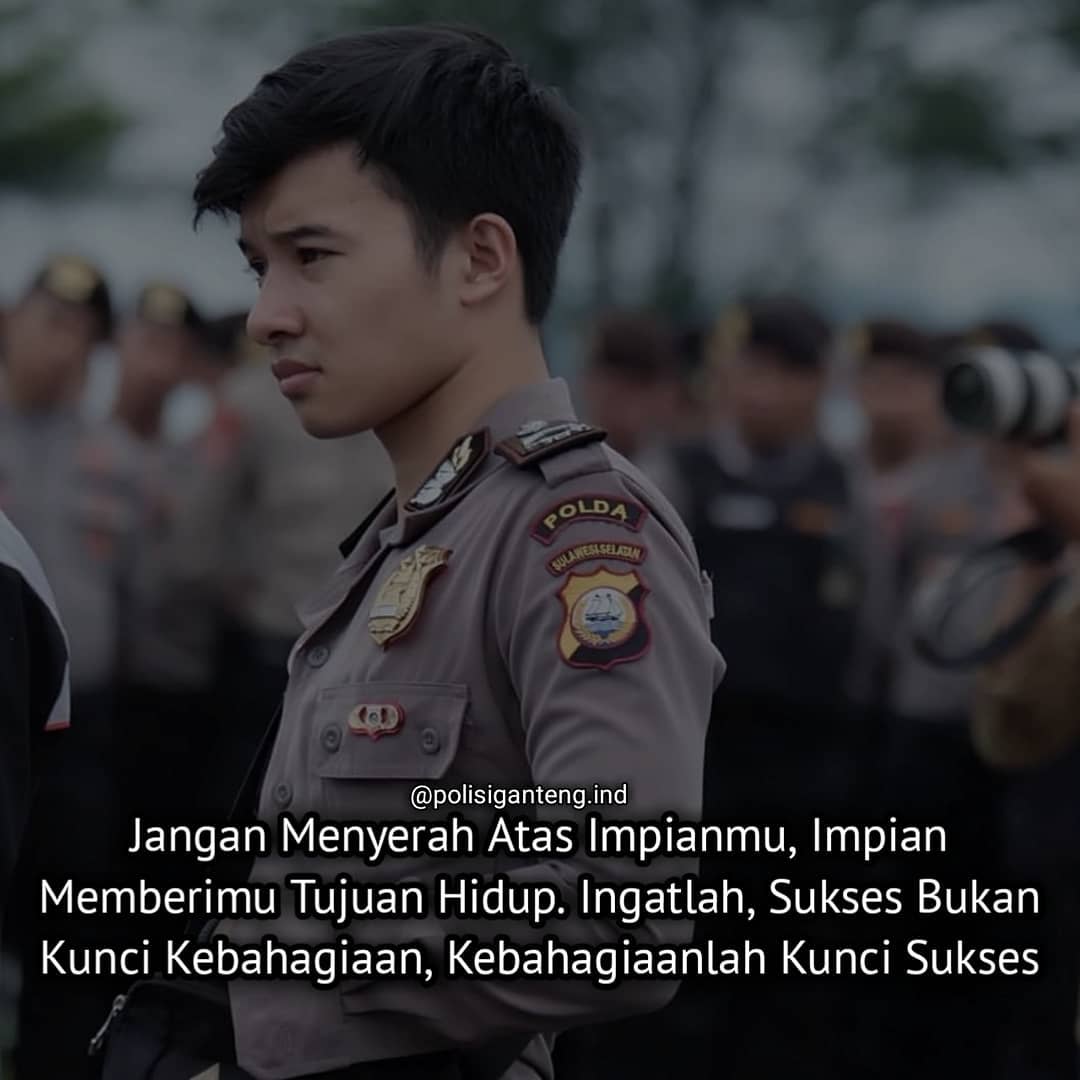 POLDA
SULAWESI SELATAN
@polisiganteng.ind
Jangan Menyerah Atas Impianmu, Impian
Memberimu Tujuan Hidup. Ingatlah, Sukses Bukan
Kunci Kebahagiaan, Kebahagiaanlah Kunci Sukses